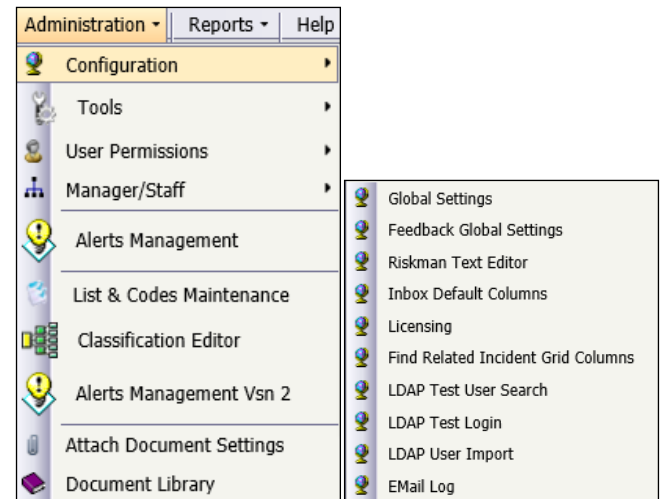 Administration Reports Help
Configuration
Tools
User Permissions
Manager/Staff
Alerts Management
List & Codes Maintenance
Classification Editor
Alerts Management Vsn 2
Attach Document Settings
Document Library
Global Settings
Feedback Global Settings
Riskman Text Editor
Inbox Default Columns
Licensing
Find Related Incident Grid Columns
LDAP Test User Search
LDAP Test Login
LDAP User Import
EMail Log